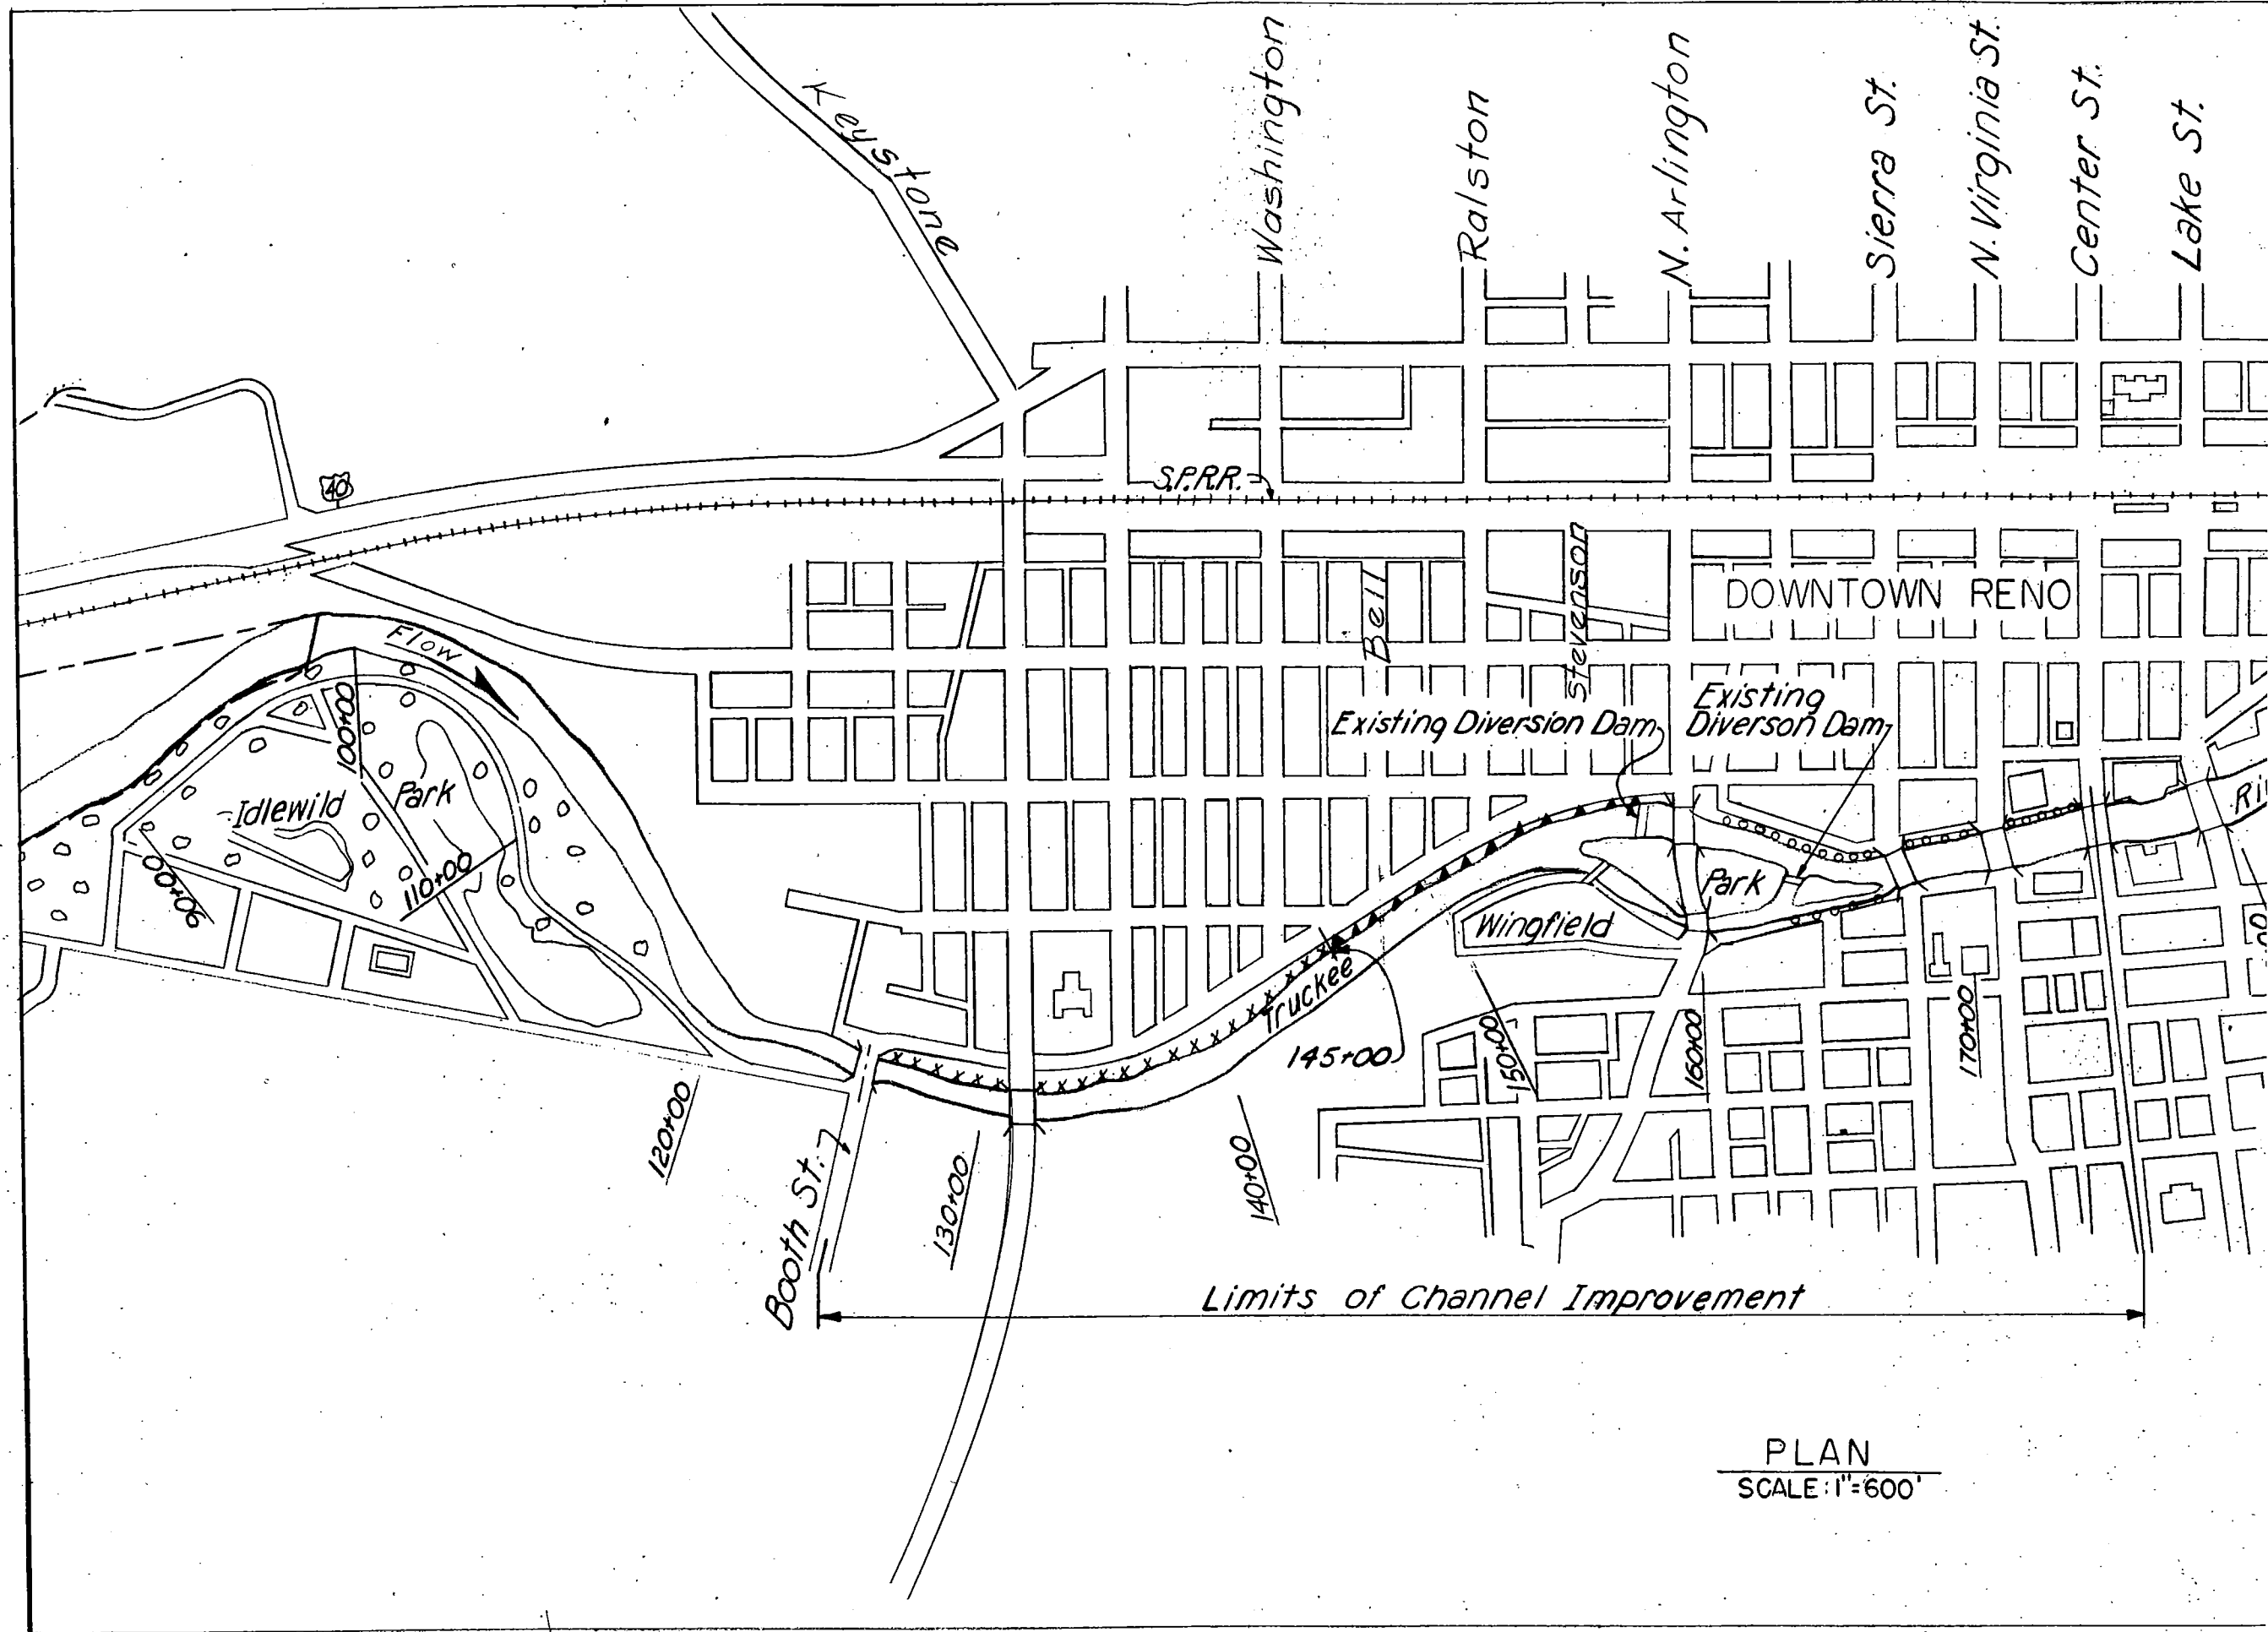 Keystone
Washington
Ralston
N. Arlington
Sierra St.
N. Virginia St.
Center St.
Lake St.
40
S.P.R.R.
Bell
Stevenson
DOWNTOWN RENO
Flow
Existing Diversion Dam
Existing
Diverson Dam
100+00
Idlewild
Park
90+00
110+00
Park
Wingfield
Truckee
145+00
150+00
160+00
170+00
120+00
Booth St.
130+00
140+00
Limits of Channel Improvement
PLAN
SCALE: 1"=600'